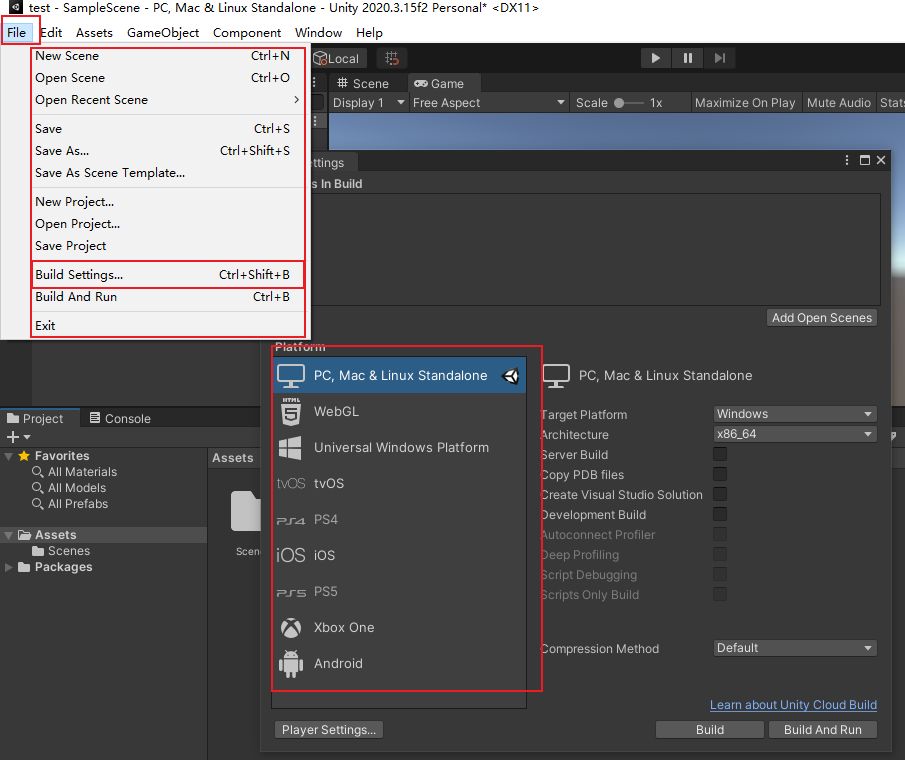 test - SampleScene - PC, Mac & Linux Standalone - Unity 2020.3.15f2 Personal* <DX11>
File Edit Assets GameObject Component Window Help
New Scene Ctrl+N
Open Scene Ctrl+O
Open Recent Scene
Save Ctrl+S
Save As... Ctrl+Shift+S
Save As Scene Template...
New Project...
Open Project...
Save Project
Build Settings... Ctrl+Shift+B
Build And Run Ctrl+B
Exit
Local
Scene Game
Display 1 Free Aspect Scale 1x Maximize On Play Mute Audio Stats
ettings
s In Build
Add Open Scenes
Platform
PC, Mac & Linux Standalone
HTML 5 WebGL
Universal Windows Platform
tvOS tvOS
PS4 PS4
iOS iOS
PS5 PS5
Xbox One
Android
PC, Mac & Linux Standalone
Target Platform Windows
Architecture x86_64
Server Build
Copy PDB files
Create Visual Studio Solution
Development Build
Autoconnect Profiler
Deep Profiling
Script Debugging
Scripts Only Build
Compression Method Default
Learn about Unity Cloud Build
Player Settings... Build Build And Run
Project Console
Favorites
All Materials
All Models
All Prefabs
Assets
Scenes
Packages
Assets
Scene